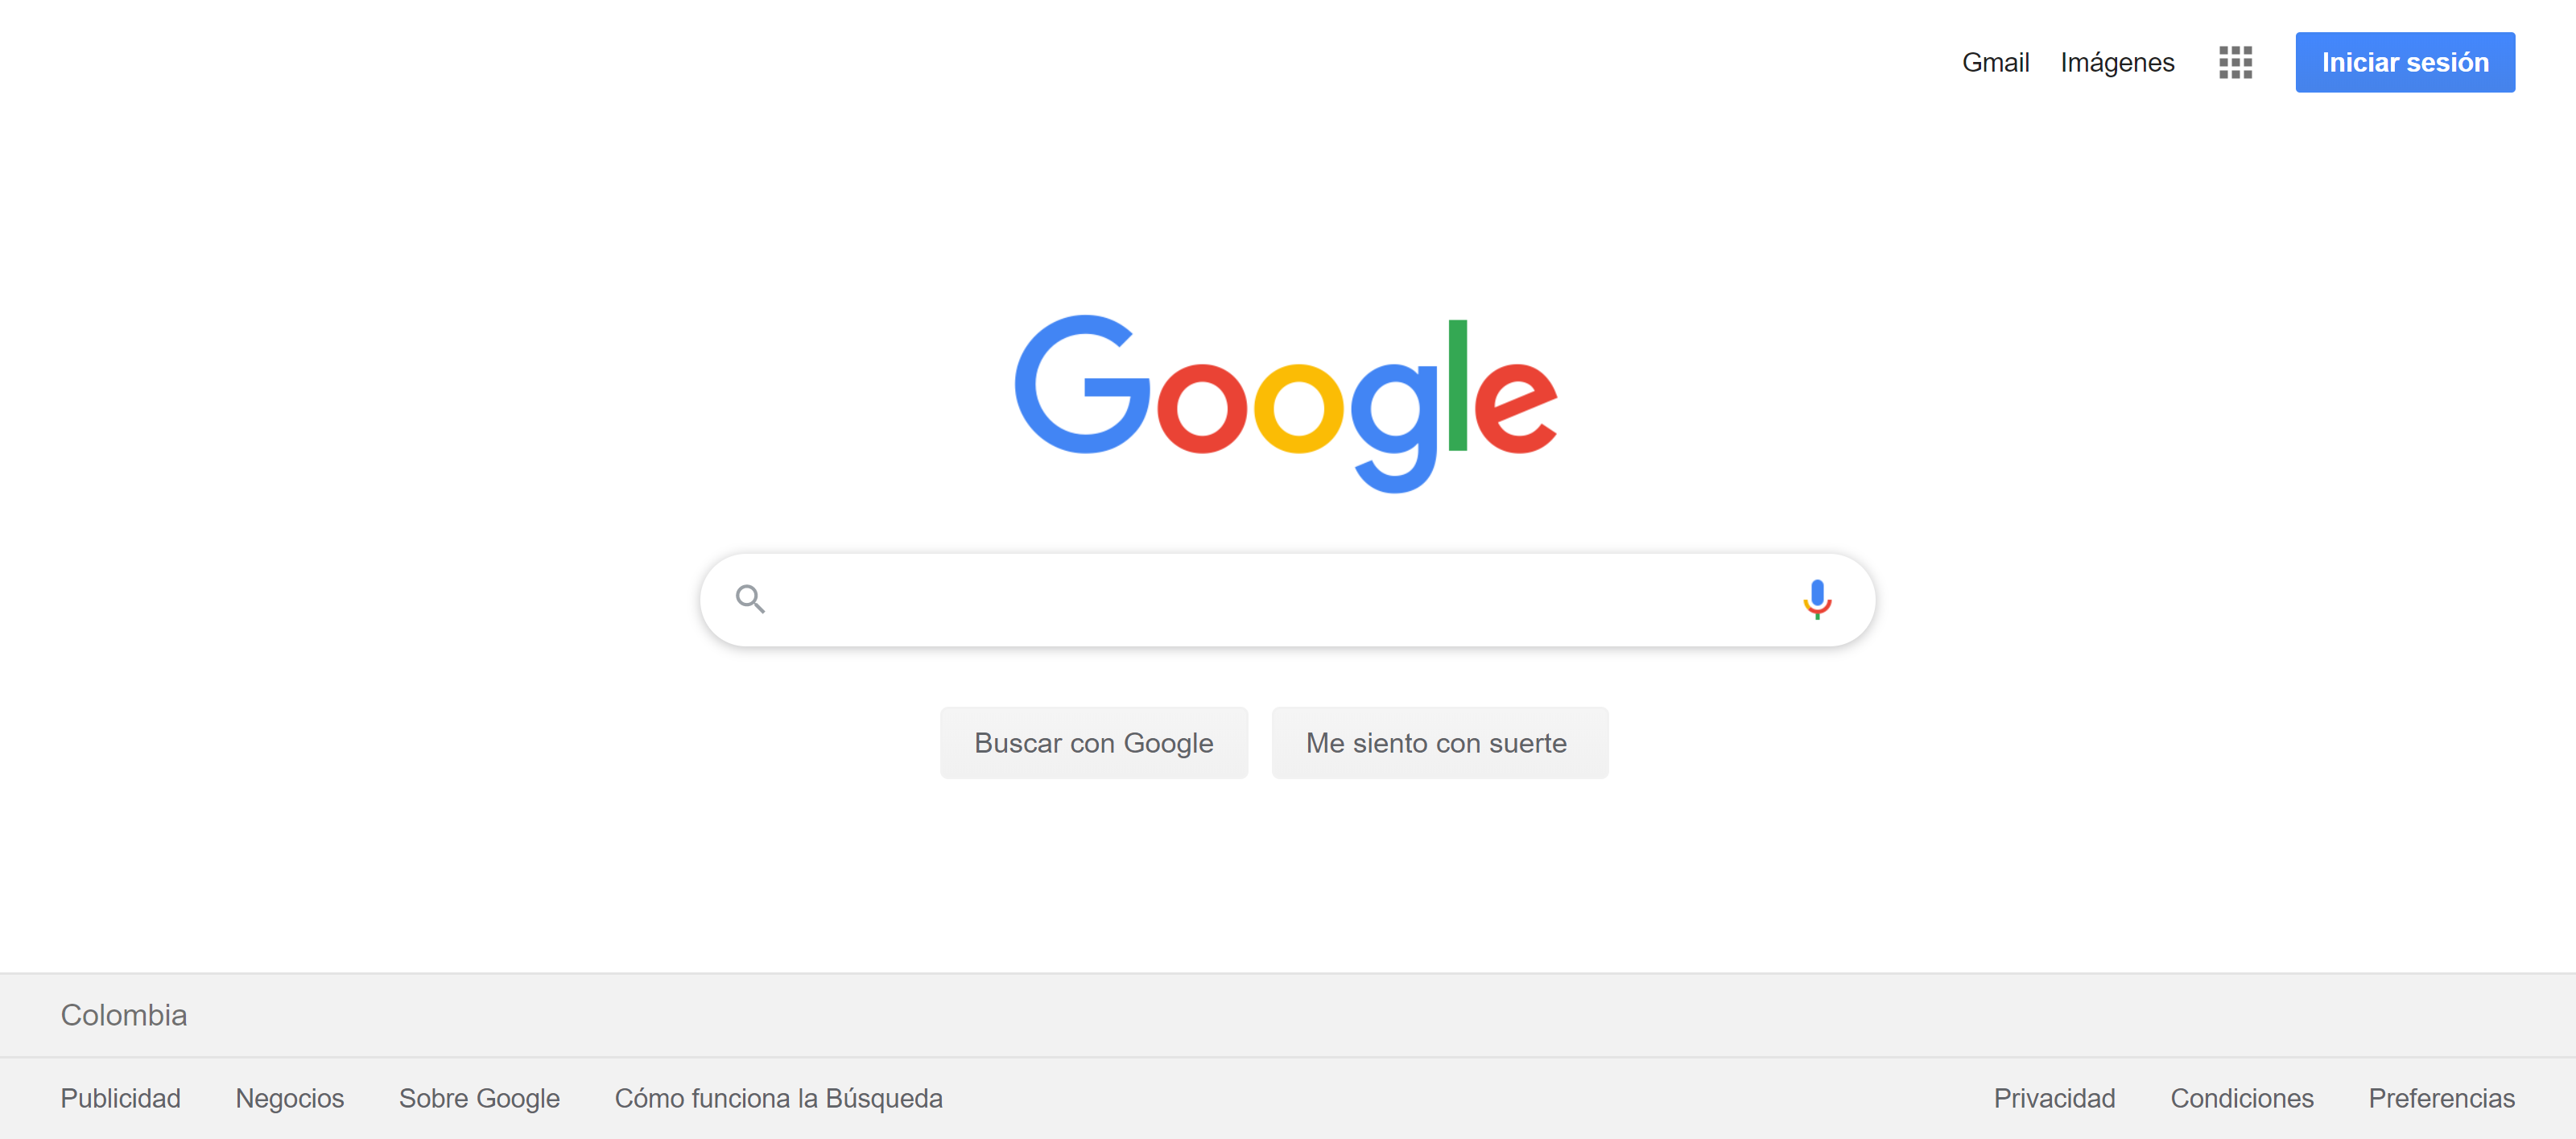 Gmail Imágenes Iniciar sesión
Google
Buscar con Google Me siento con suerte
Colombia
Publicidad Negocios Sobre Google Cómo funciona la Búsqueda Privacidad Condiciones Preferencias